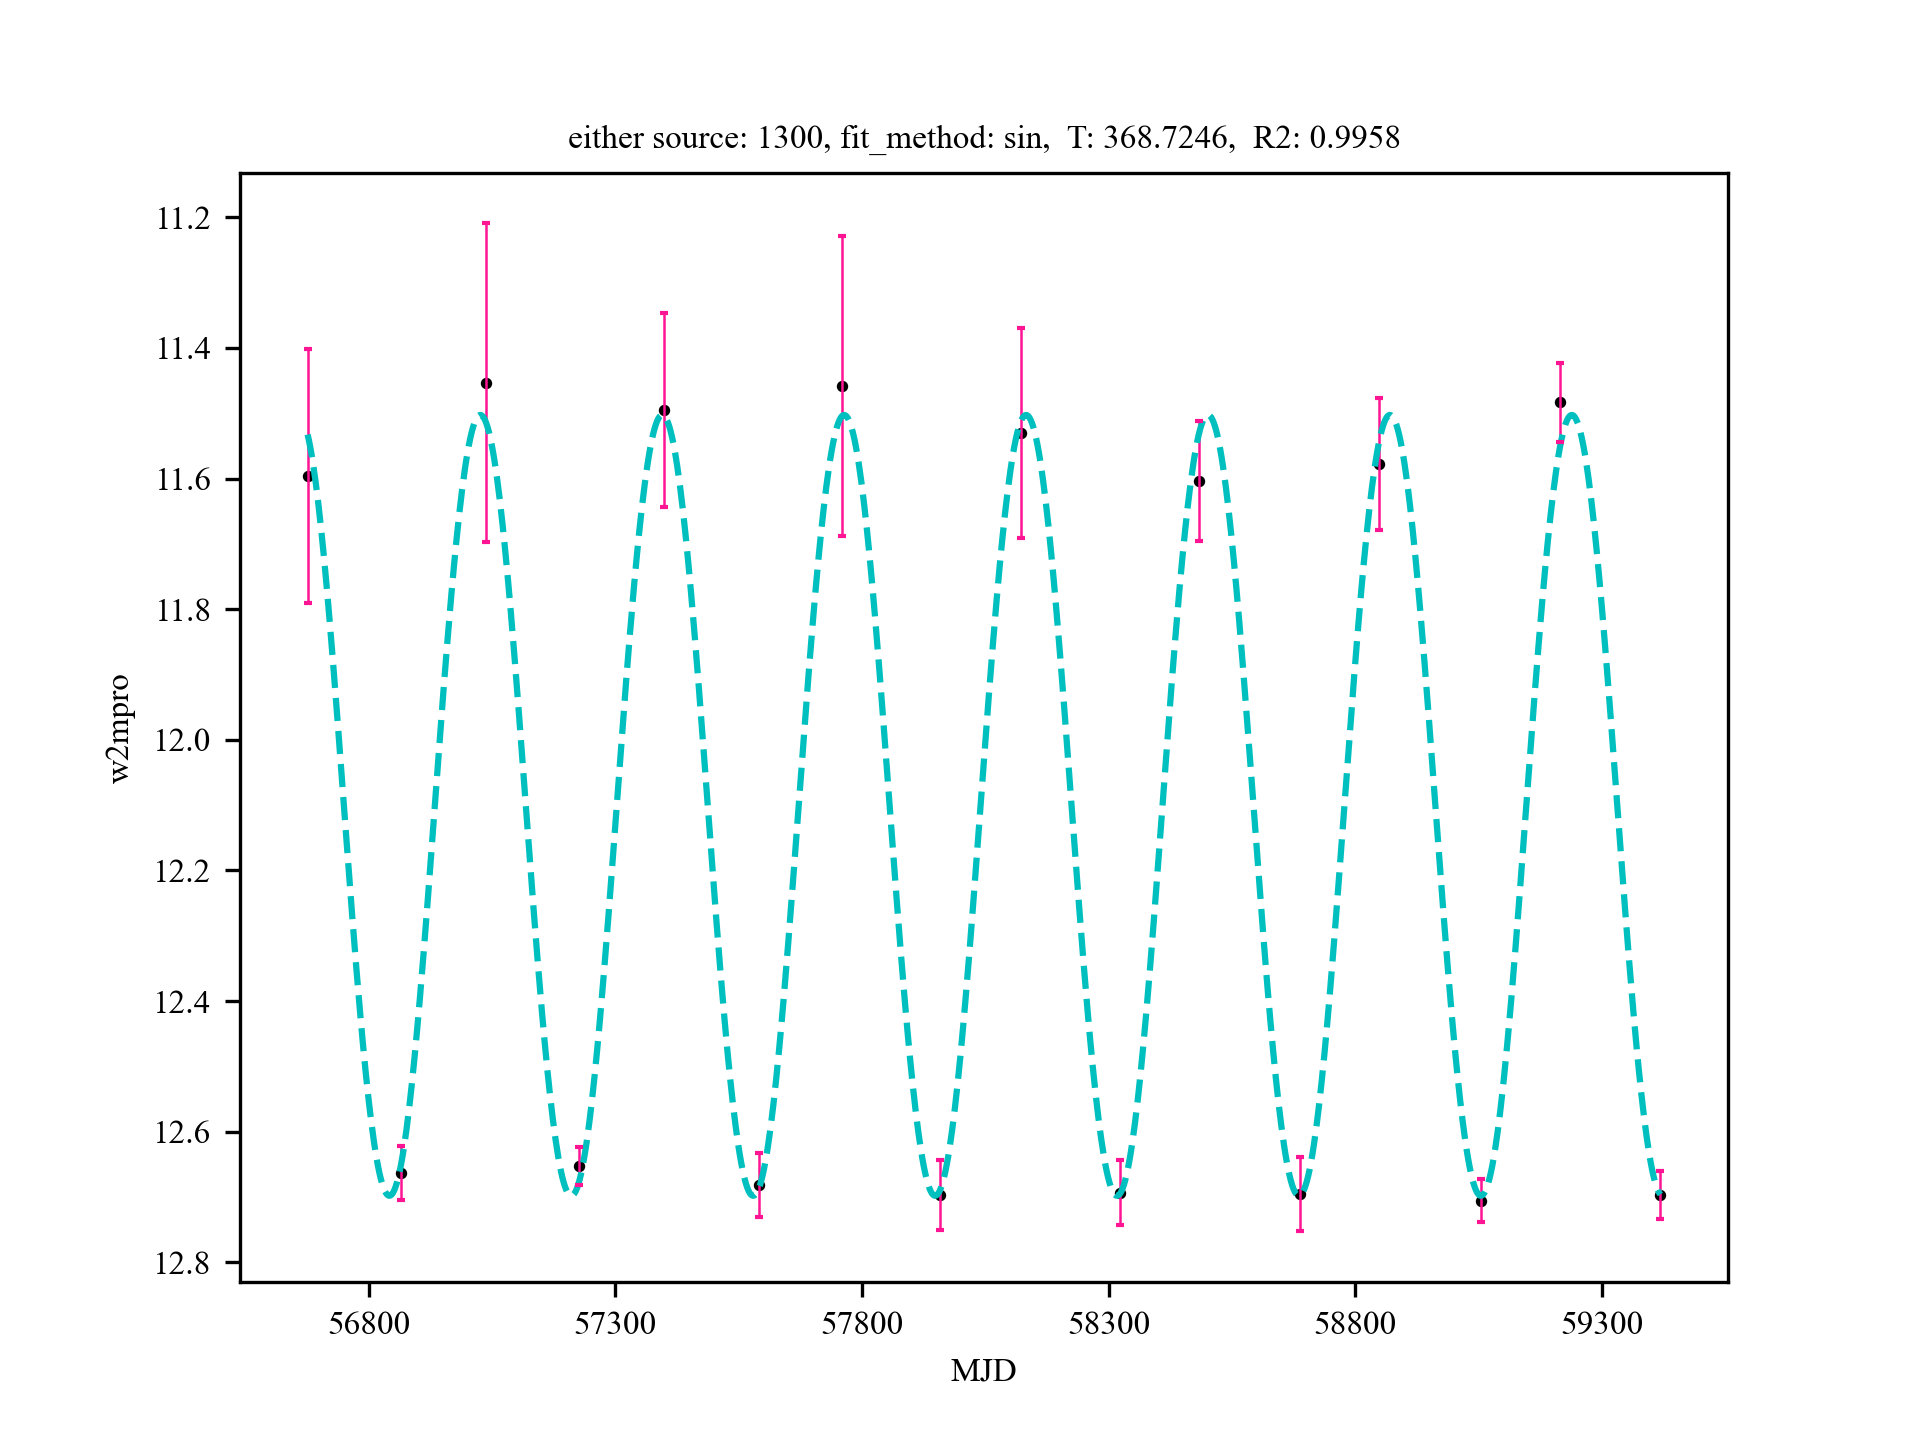 either source: 1300, fit_method: sin,  T: 368.7246,  R2: 0.9958
11.2
11.4
11.6
11.8
12.0
12.2
12.4
12.6
12.8
w2mpro
56800 57300 57800 58300 58800 59300
MJD